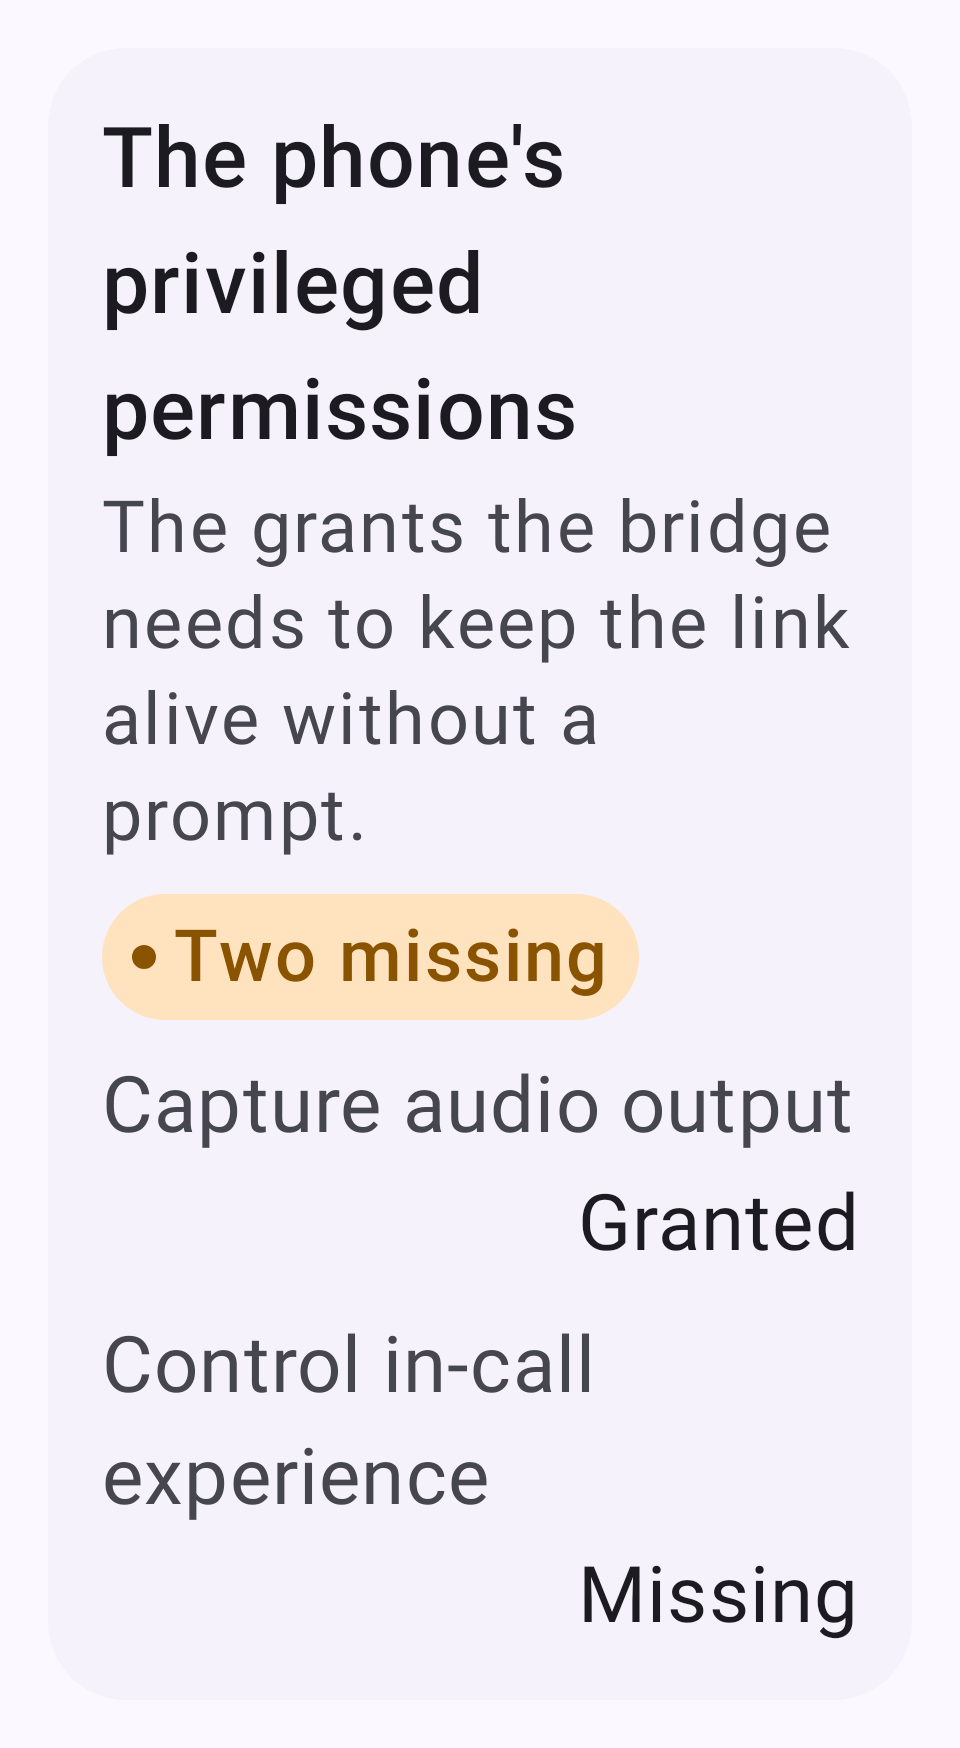 The phone's
privileged
permissions
The grants the bridge
needs to keep the link
alive without a
prompt.
Two missing
Capture audio output
Granted
Control in-call
experience
Missing